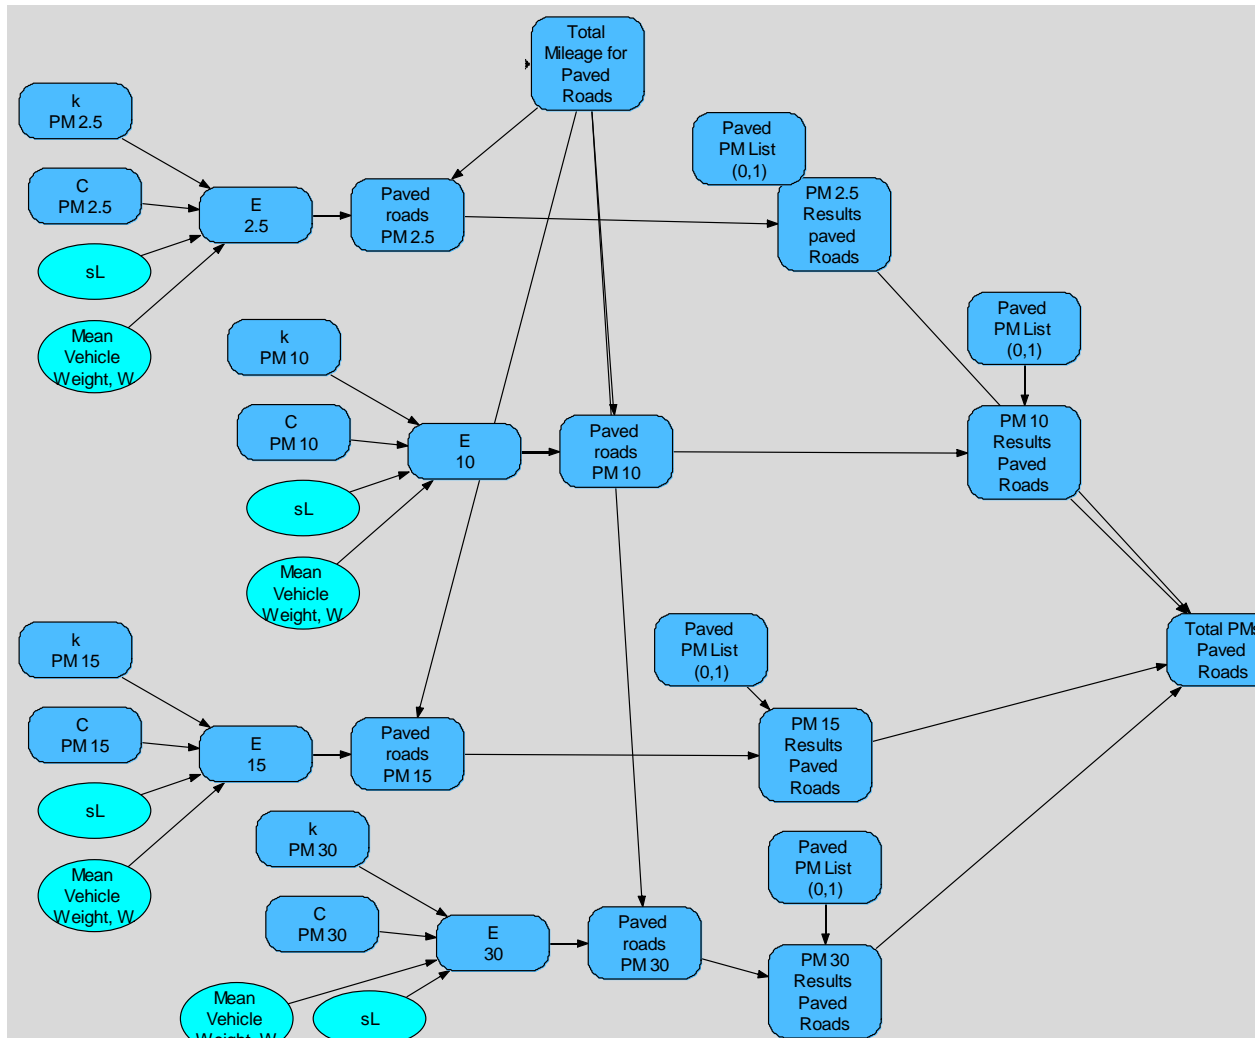 Total
Mileage for
Paved
Roads
k
PM 2.5
C
PM 2.5
sL
Mean
Vehicle
Weight, W
E
2.5
Paved
roads
PM 2.5
Paved
PM List
(0,1)
PM 2.5
Results
paved
Roads
k
PM 10
C
PM 10
sL
Mean
Vehicle
Weight, W
E
10
Paved
roads
PM 10
Paved
PM List
(0,1)
PM 10
Results
Paved
Roads
k
PM 15
C
PM 15
sL
Mean
Vehicle
Weight, W
E
15
Paved
roads
PM 15
Paved
PM List
(0,1)
PM 15
Results
Paved
Roads
Total PMs
Paved
Roads
k
PM 30
C
PM 30
Mean
Vehicle
Weight, W
sL
E
30
Paved
roads
PM 30
Paved
PM List
(0,1)
PM 30
Results
Paved
Roads